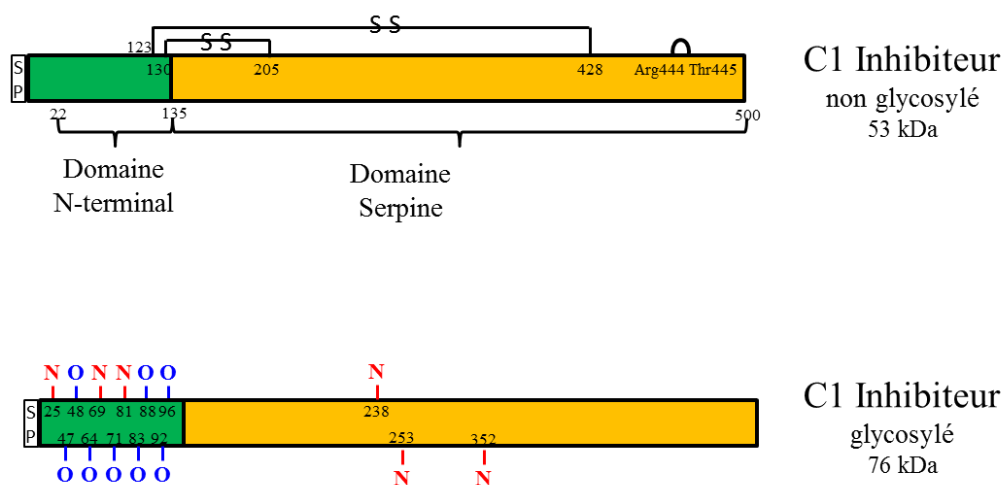 S S
123
S S
S
P
130
205
428
Arg444 Thr445
C1 Inhibiteur
non glycosylé
53 kDa
22
135
500
Domaine
N-terminal
Domaine
Serpine
N O N N O O
N
S
P
25 48 69 81 88 96
238
47 64 71 83 92
253
352
O O O O O
N
N
C1 Inhibiteur
glycosylé
76 kDa